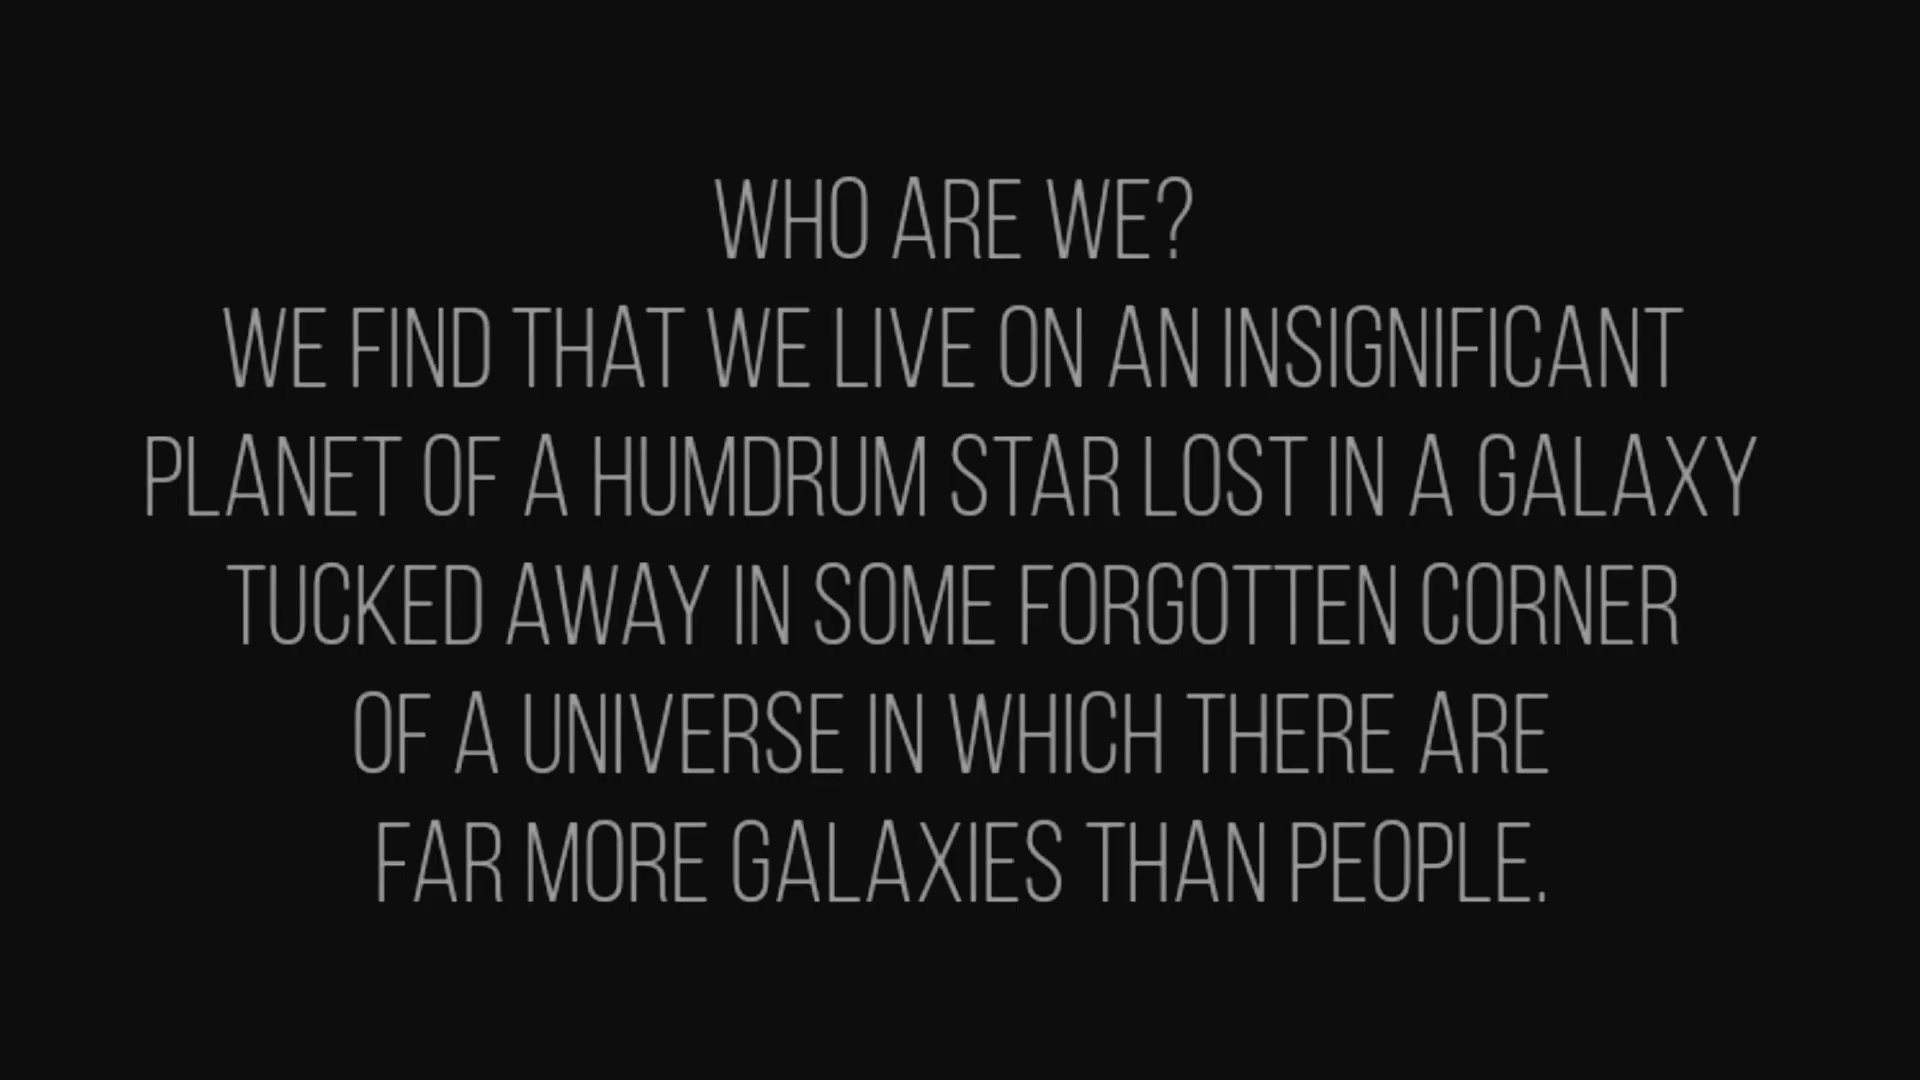 WHO ARE WE?
WE FIND THAT WE LIVE ON AN INSIGNIFICANT
PLANET OF A HUMDRUM STAR LOST IN A GALAXY
TUCKED AWAY IN SOME FORGOTTEN CORNER
OF A UNIVERSE IN WHICH THERE ARE
FAR MORE GALAXIES THAN PEOPLE.